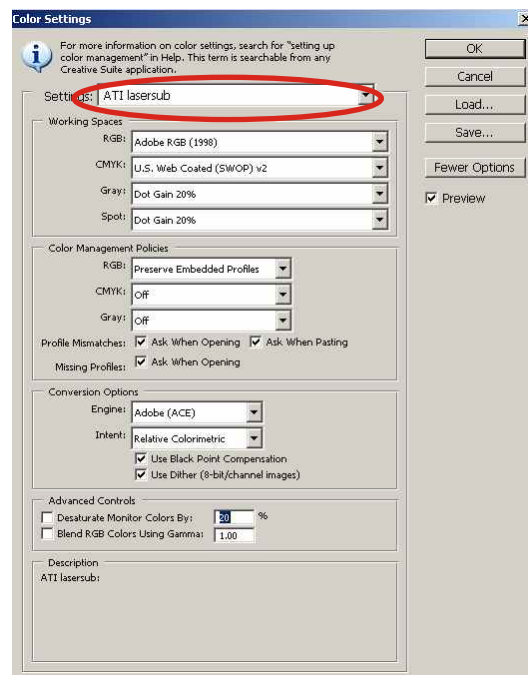 Color Settings
For more information on color settings, search for "setting up
color management" in Help. This term is searchable from any
Creative Suite application.
OK
Cancel
Load...
Save...
Fewer Options
Preview
Settings: ATI lasersub
Working Spaces
RGB: Adobe RGB (1998)
CMYK: U.S. Web Coated (SWOP) v2
Gray: Dot Gain 20%
Spot: Dot Gain 20%
Color Management Policies
RGB: Preserve Embedded Profiles
CMYK: Off
Gray: Off
Profile Mismatches: Ask When Opening Ask When Pasting
Missing Profiles: Ask When Opening
Conversion Options
Engine: Adobe (ACE)
Intent: Relative Colorimetric
Use Black Point Compensation
Use Dither (8-bit/channel images)
Advanced Controls
Desaturate Monitor Colors By: 20 %
Blend RGB Colors Using Gamma: 1.00
Description
ATI lasersub: